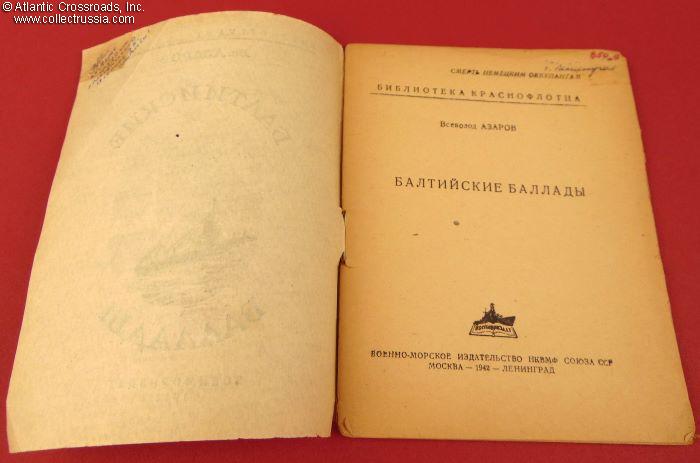 © Atlantic Crossroads, Inc.
www.collectrussia.com
СМЕРТЬ НЕМЕЦКИМ ОККУПАНТАМ
БИБЛИОТЕКА КРАСНОФЛОТЦА
Всеволод АЗАРОВ
БАЛТИЙСКИЕ БАЛЛАДЫ
ВОЕНМОРИЗДАТ
ВОЕННО-МОРСКОЕ ИЗДАТЕЛЬСТВО НКВМФ СОЮЗА ССР
МОСКВА — 1942 — ЛЕНИНГРАД